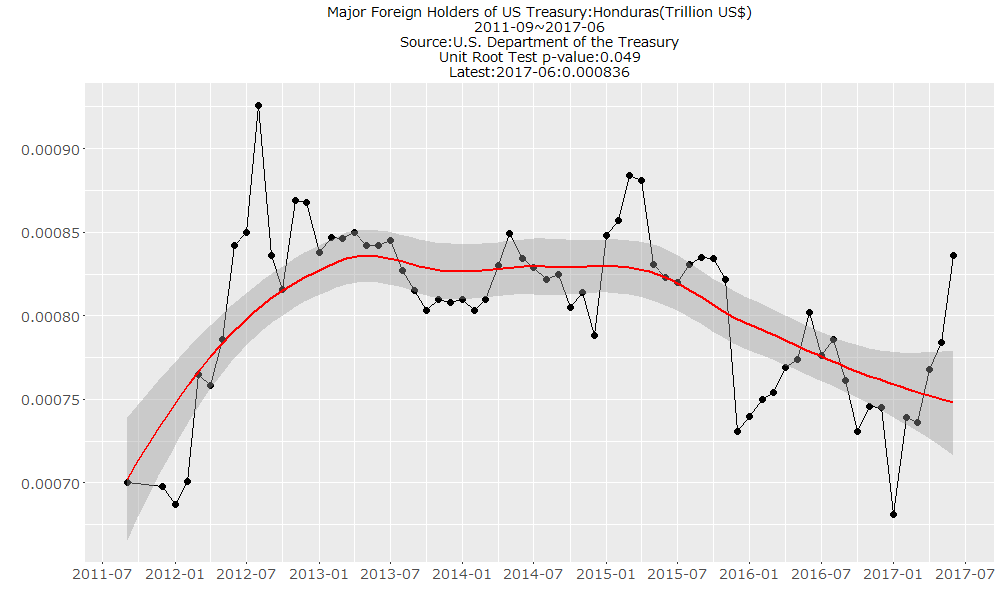 Major Foreign Holders of US Treasury:Honduras(Trillion US$)
2011-09~2017-06
Source:U.S. Department of the Treasury
Unit Root Test p-value:0.049
Latest:2017-06:0.000836
0.00090
0.00085
0.00080
0.00075
0.00070
2011-07 2012-01 2012-07 2013-01 2013-07 2014-01 2014-07 2015-01 2015-07 2016-01 2016-07 2017-01 2017-07